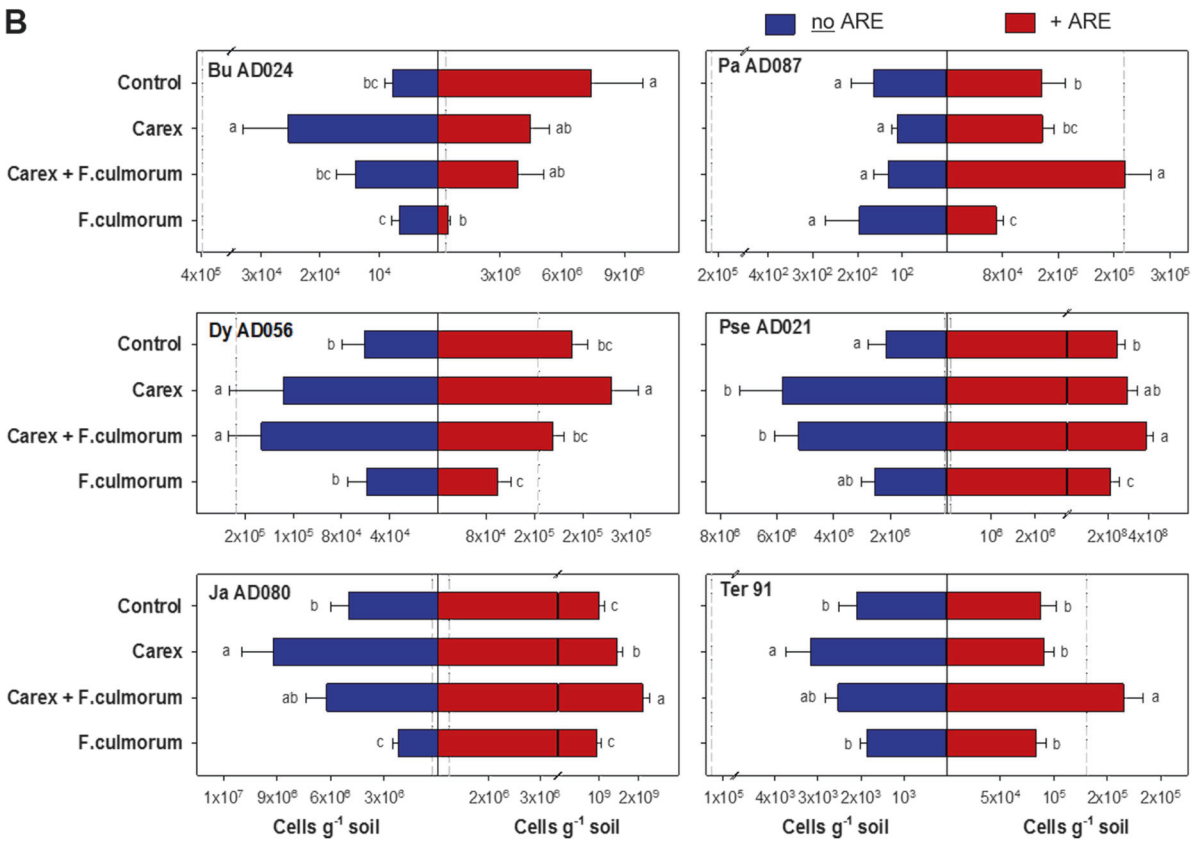 B
no ARE + ARE
Bu AD024
Control bc a
Carex a ab
Carex + F.culmorum bc ab
F.culmorum c b
4x10⁵ 3x10⁴ 2x10⁴ 10⁴ 3x10⁶ 6x10⁶ 9x10⁶
Pa AD087
a b
a bc
a a
a c
2x10⁵ 4x10² 3x10² 2x10² 10² 8x10⁴ 2x10⁵ 2x10⁵ 3x10⁵
Dy AD056
Control b bc
Carex a a
Carex + F.culmorum a bc
F.culmorum b c
2x10⁵ 1x10⁵ 8x10⁴ 4x10⁴ 8x10⁴ 2x10⁵ 2x10⁵ 3x10⁵
Pse AD021
a b
b ab
b a
ab c
8x10⁶ 6x10⁶ 4x10⁶ 2x10⁶ 10⁶ 2x10⁶ 2x10⁸ 4x10⁸
Ja AD080
Control b c
Carex a b
Carex + F.culmorum ab a
F.culmorum c c
1x10⁷ 9x10⁶ 6x10⁶ 3x10⁶ 2x10⁶ 3x10⁶ 10⁹ 2x10⁹
Cells g⁻¹ soil Cells g⁻¹ soil
Ter 91
b b
a b
ab a
b b
1x10⁵ 4x10³ 3x10³ 2x10³ 10³ 5x10⁴ 10⁵ 2x10⁵ 2x10⁵
Cells g⁻¹ soil Cells g⁻¹ soil